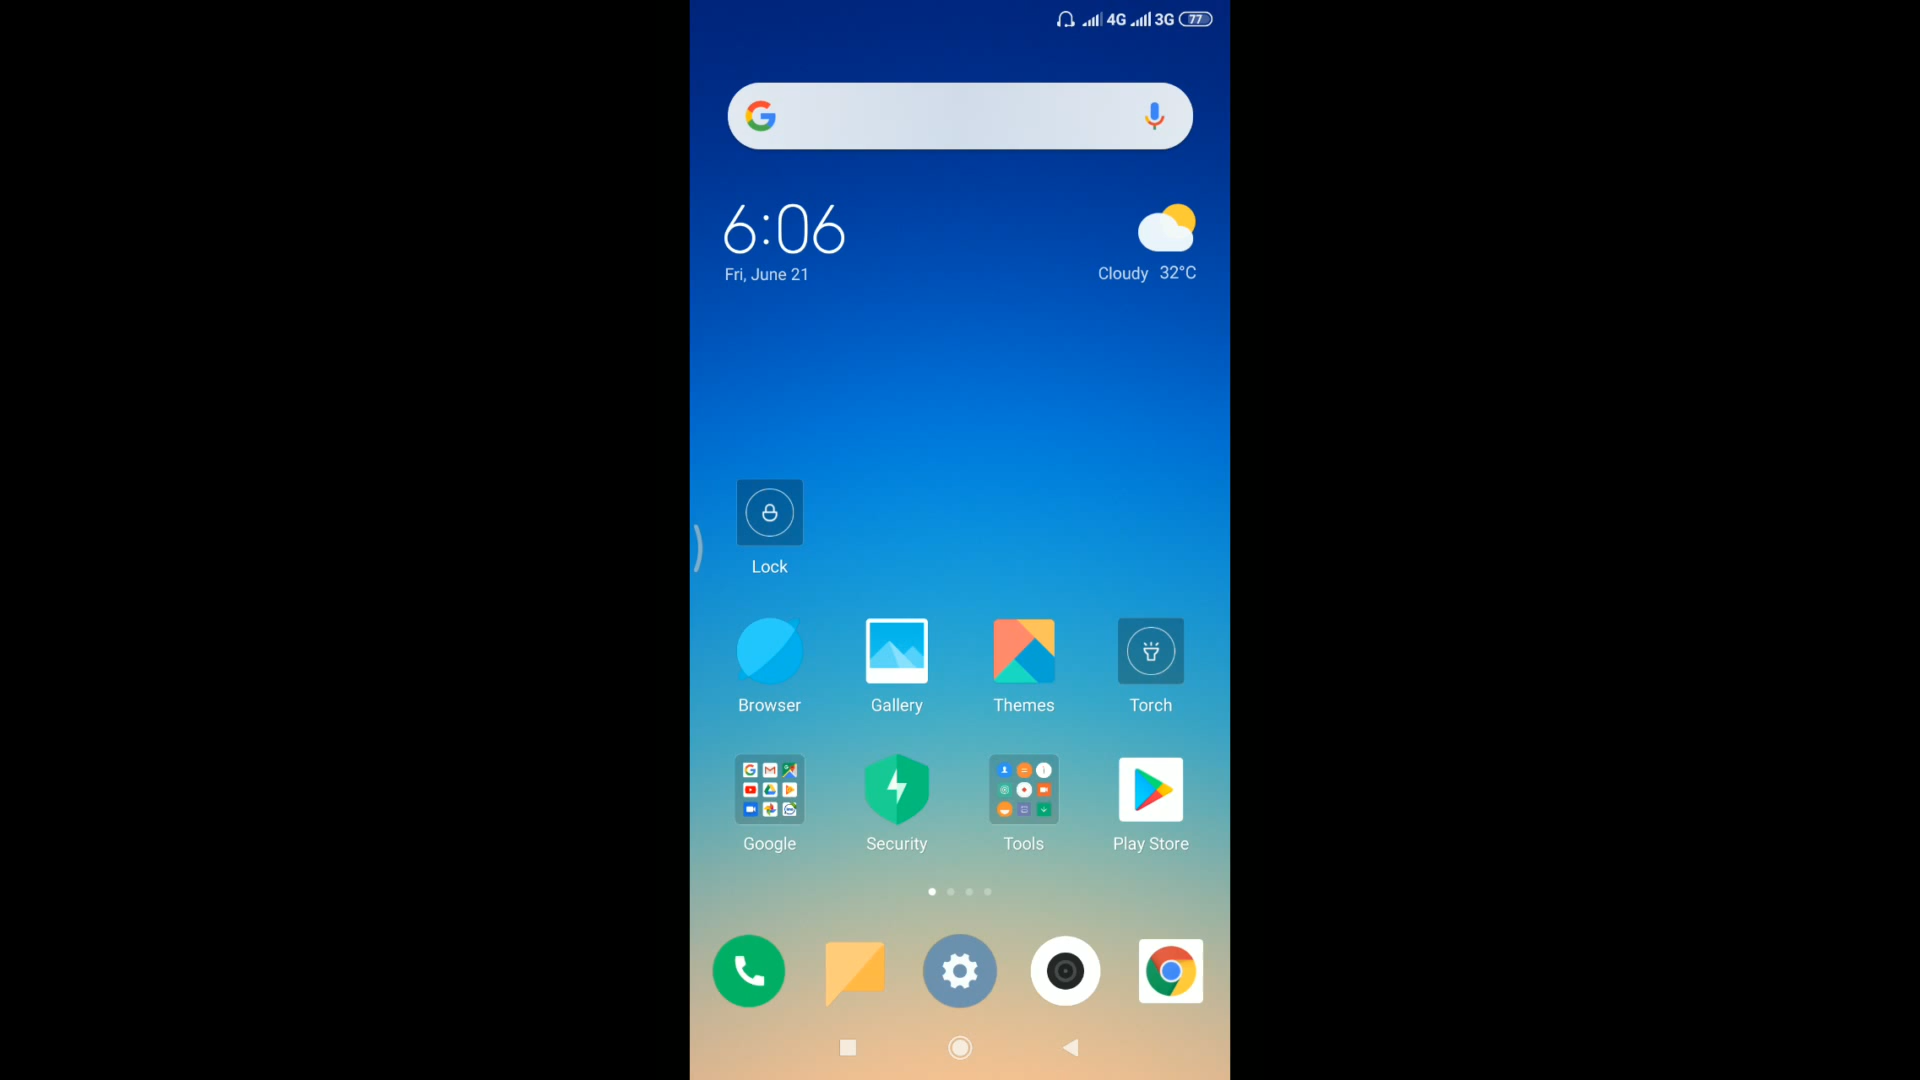 4G 3G 77
6:06
Fri, June 21
Cloudy 32°C
Lock
Browser Gallery Themes Torch
Google Security Tools Play Store